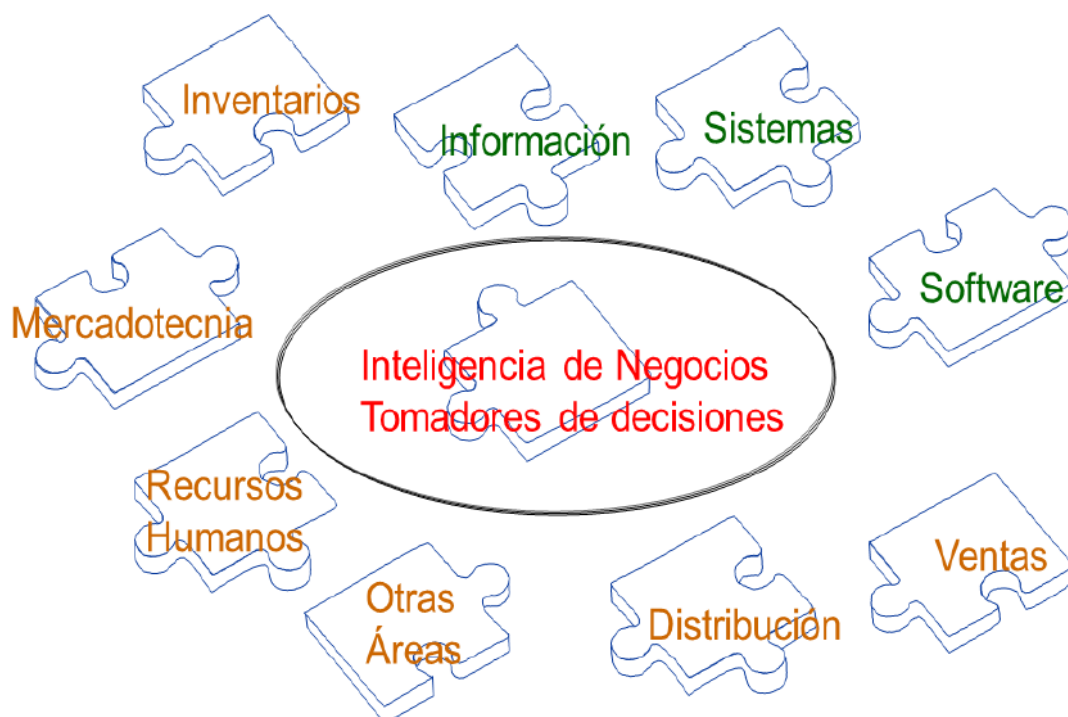 Inventarios
Información
Sistemas
Software
Mercadotecnia
Inteligencia de Negocios
Tomadores de decisiones
Recursos
Humanos
Otras
Áreas
Distribución
Ventas